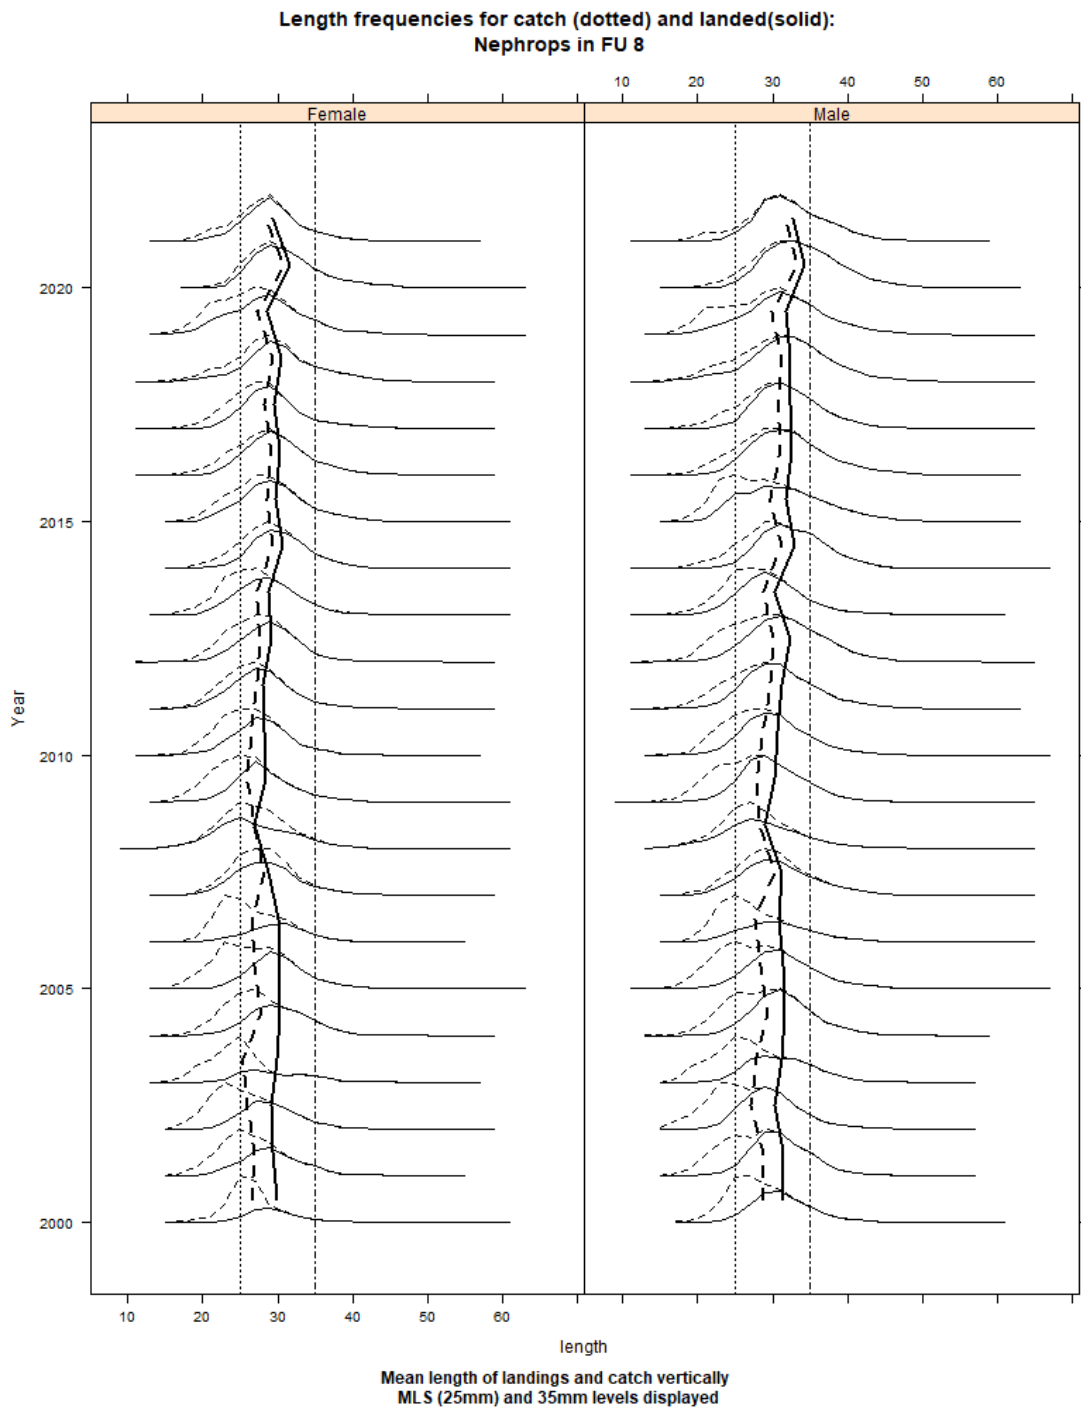 Length frequencies for catch (dotted) and landed(solid):
Nephrops in FU 8
10 20 30 40 50 60
Female Male
2020
2015
2010
2005
2000
Year
10 20 30 40 50 60
length
Mean length of landings and catch vertically
MLS (25mm) and 35mm levels displayed